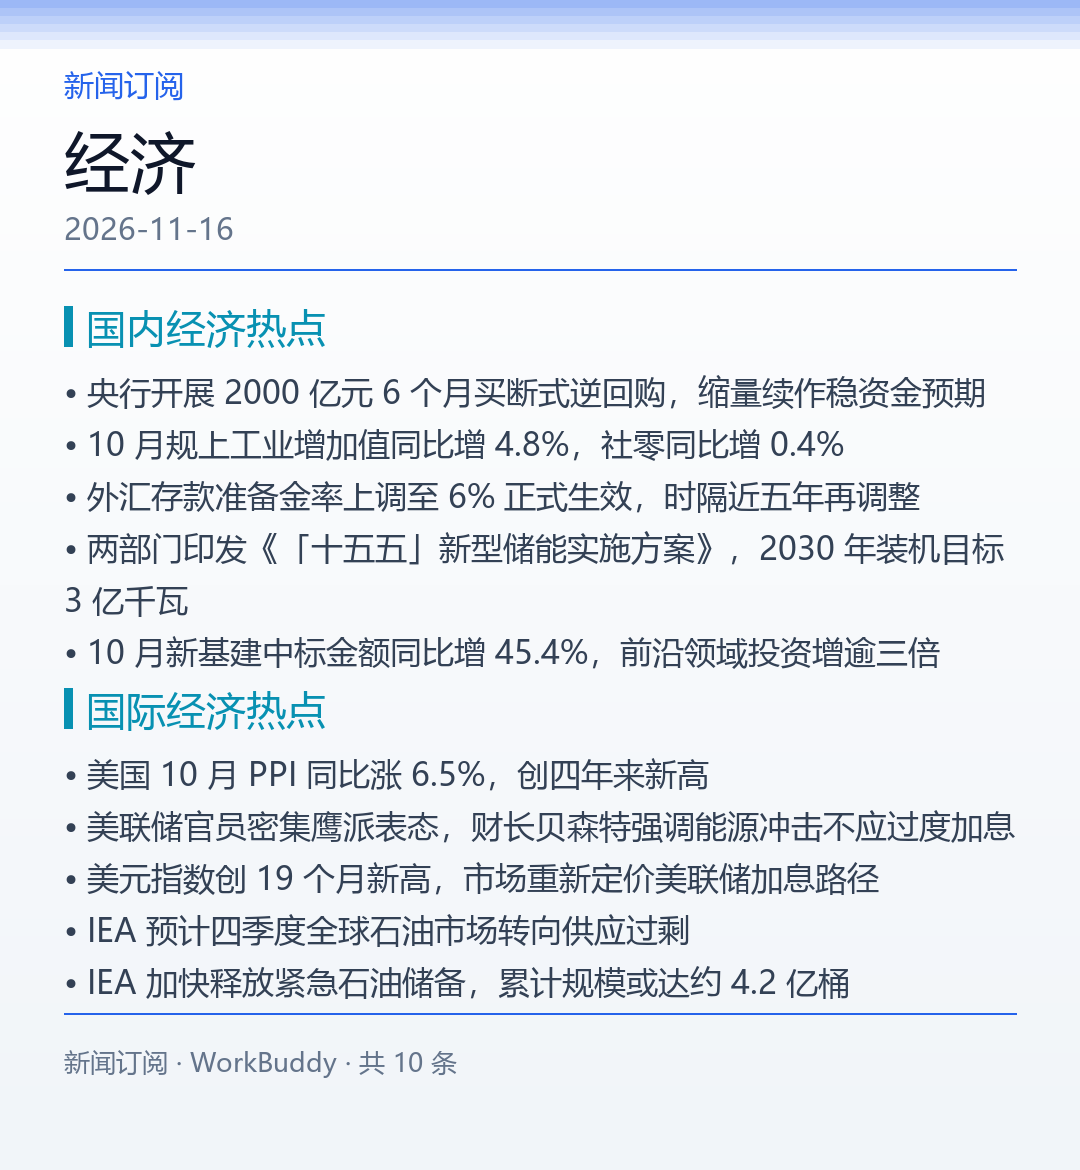 新闻订阅
经济
2026-11-16
国内经济热点
• 央行开展 2000 亿元 6 个月买断式逆回购，缩量续作稳资金预期
• 10 月规上工业增加值同比增 4.8%，社零同比增 0.4%
• 外汇存款准备金率上调至 6% 正式生效，时隔近五年再调整
• 两部门印发《「十五五」新型储能实施方案》，2030 年装机目标
3 亿千瓦
• 10 月新基建中标金额同比增 45.4%，前沿领域投资增逾三倍
国际经济热点
• 美国 10 月 PPI 同比涨 6.5%，创四年来新高
• 美联储官员密集鹰派表态，财长贝森特强调能源冲击不应过度加息
• 美元指数创 19 个月新高，市场重新定价美联储加息路径
• IEA 预计四季度全球石油市场转向供应过剩
• IEA 加快释放紧急石油储备，累计规模或达约 4.2 亿桶
新闻订阅 · WorkBuddy · 共 10 条